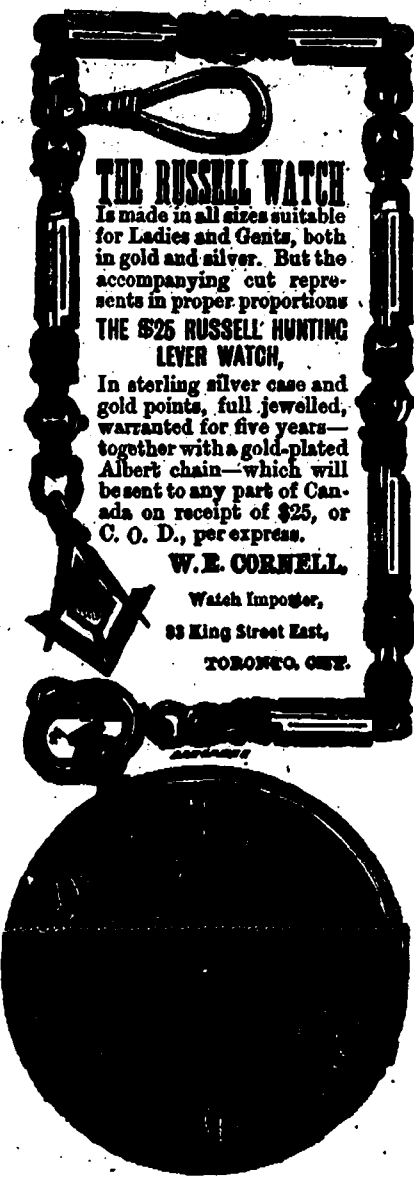 THE RUSSELL WATCH
Is made in all sizes suitable
for Ladies and Gents, both
in gold and silver. But the
accompanying cut repre-
sents in proper proportions
THE $25 RUSSELL HUNTING
LEVER WATCH,
In sterling silver case and
gold points, full jewelled,
warranted for five years—
together with a gold-plated
Albert chain—which will
be sent to any part of Can-
ada on receipt of $25, or
C. O. D., per express.
W. E. CORNELL,
Watch Importer,
83 King Street East,
TORONTO, ONT.